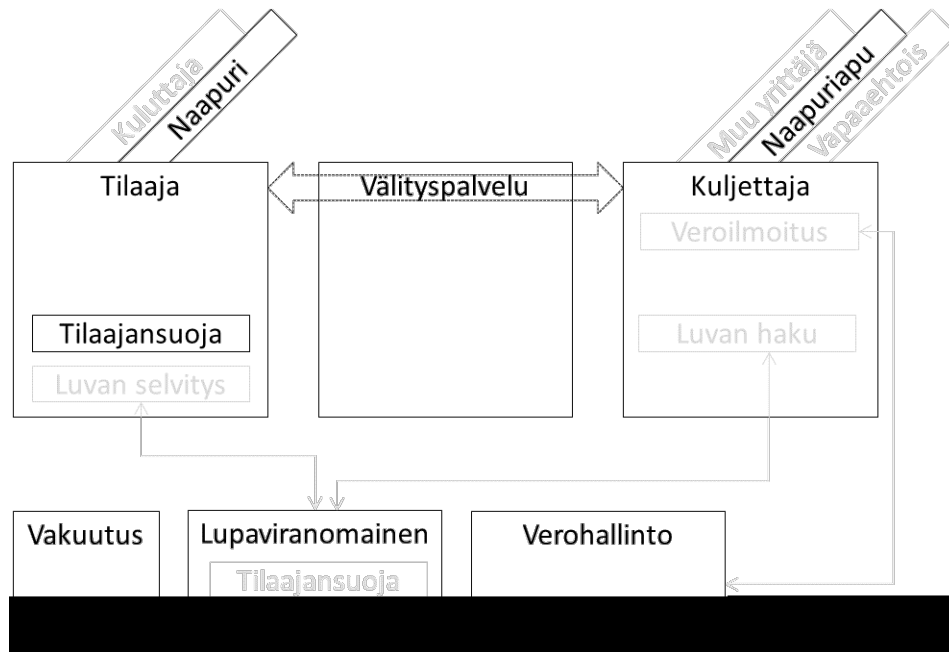 Kuluttaja
Naapuri
Muu yrittäjä
Naapuriapu
Vapaaehtois
Tilaaja
Välityspalvelu
Kuljettaja
Veroilmoitus
Tilaajansuoja
Luvan haku
Luvan selvitys
Vakuutus
Lupaviranomainen
Verohallinto
Tilaajansuoja